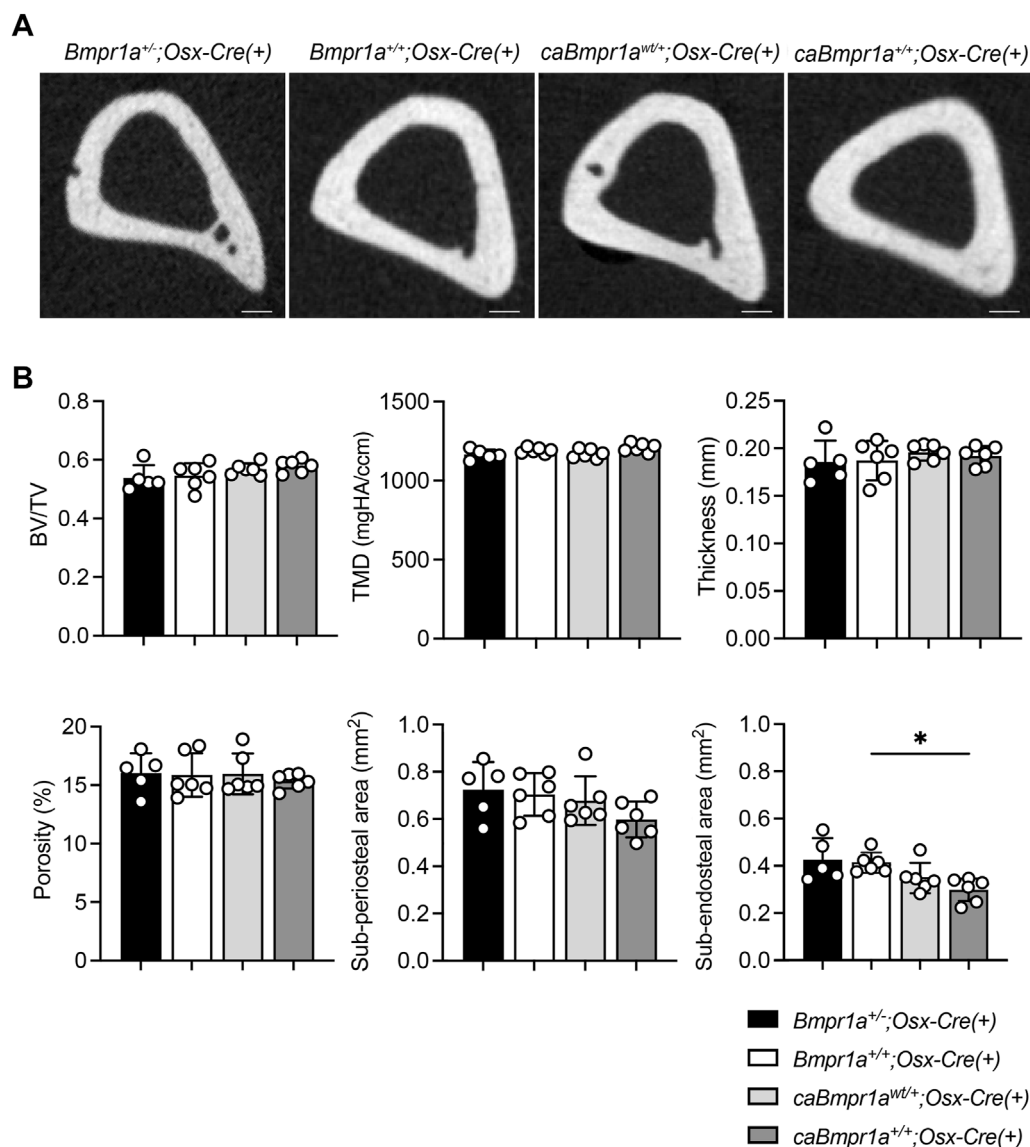 A
Bmpr1a+/-;Osx-Cre(+)
Bmpr1a+/+;Osx-Cre(+)
caBmpr1awt/+;Osx-Cre(+)
caBmpr1a+/+;Osx-Cre(+)
B
BV/TV
0.8
0.6
0.4
0.2
0.0
TMD (mgHA/ccm)
1500
1000
500
0
Thickness (mm)
0.25
0.20
0.15
0.10
0.05
0.00
Porosity (%)
20
15
10
5
0
Sub-periosteal area (mm2)
1.0
0.8
0.6
0.4
0.2
0.0
Sub-endosteal area (mm2)
1.0
0.8
0.6
0.4
0.2
0.0
*
Bmpr1a+/-;Osx-Cre(+)
Bmpr1a+/+;Osx-Cre(+)
caBmpr1awt/+;Osx-Cre(+)
caBmpr1a+/+;Osx-Cre(+)